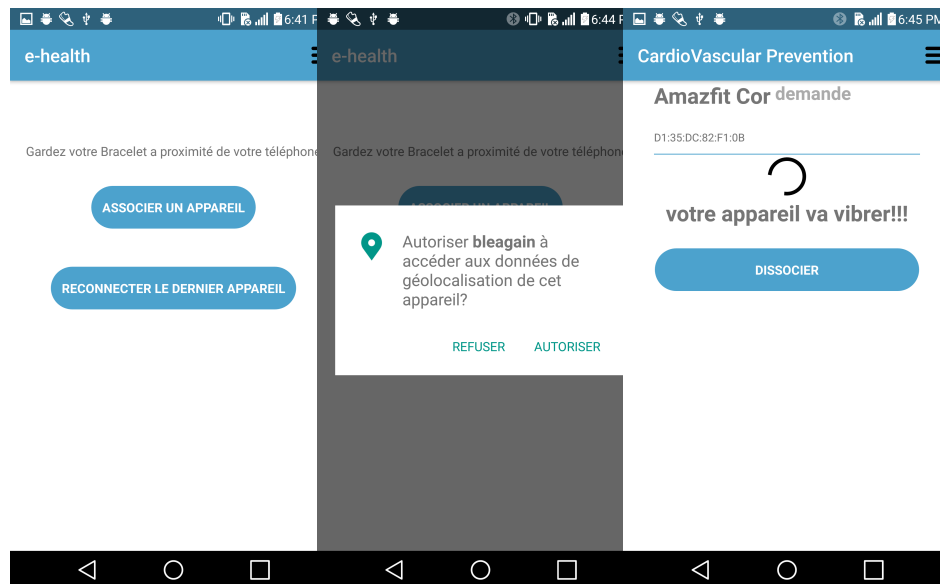 6:41 P
e-health
Gardez votre Bracelet a proximité de votre téléphone
ASSOCIER UN APPAREIL
RECONNECTER LE DERNIER APPAREIL
6:44 P
e-health
Gardez votre Bracelet a proximité de votre téléphone
ASSOCIER UN APPAREIL
Autoriser bleagain à
accéder aux données de
géolocalisation de cet
appareil?
REFUSER AUTORISER
6:45 PM
CardioVascular Prevention
Amazfit Cor demande
D1:35:DC:82:F1:0B
votre appareil va vibrer!!!
DISSOCIER